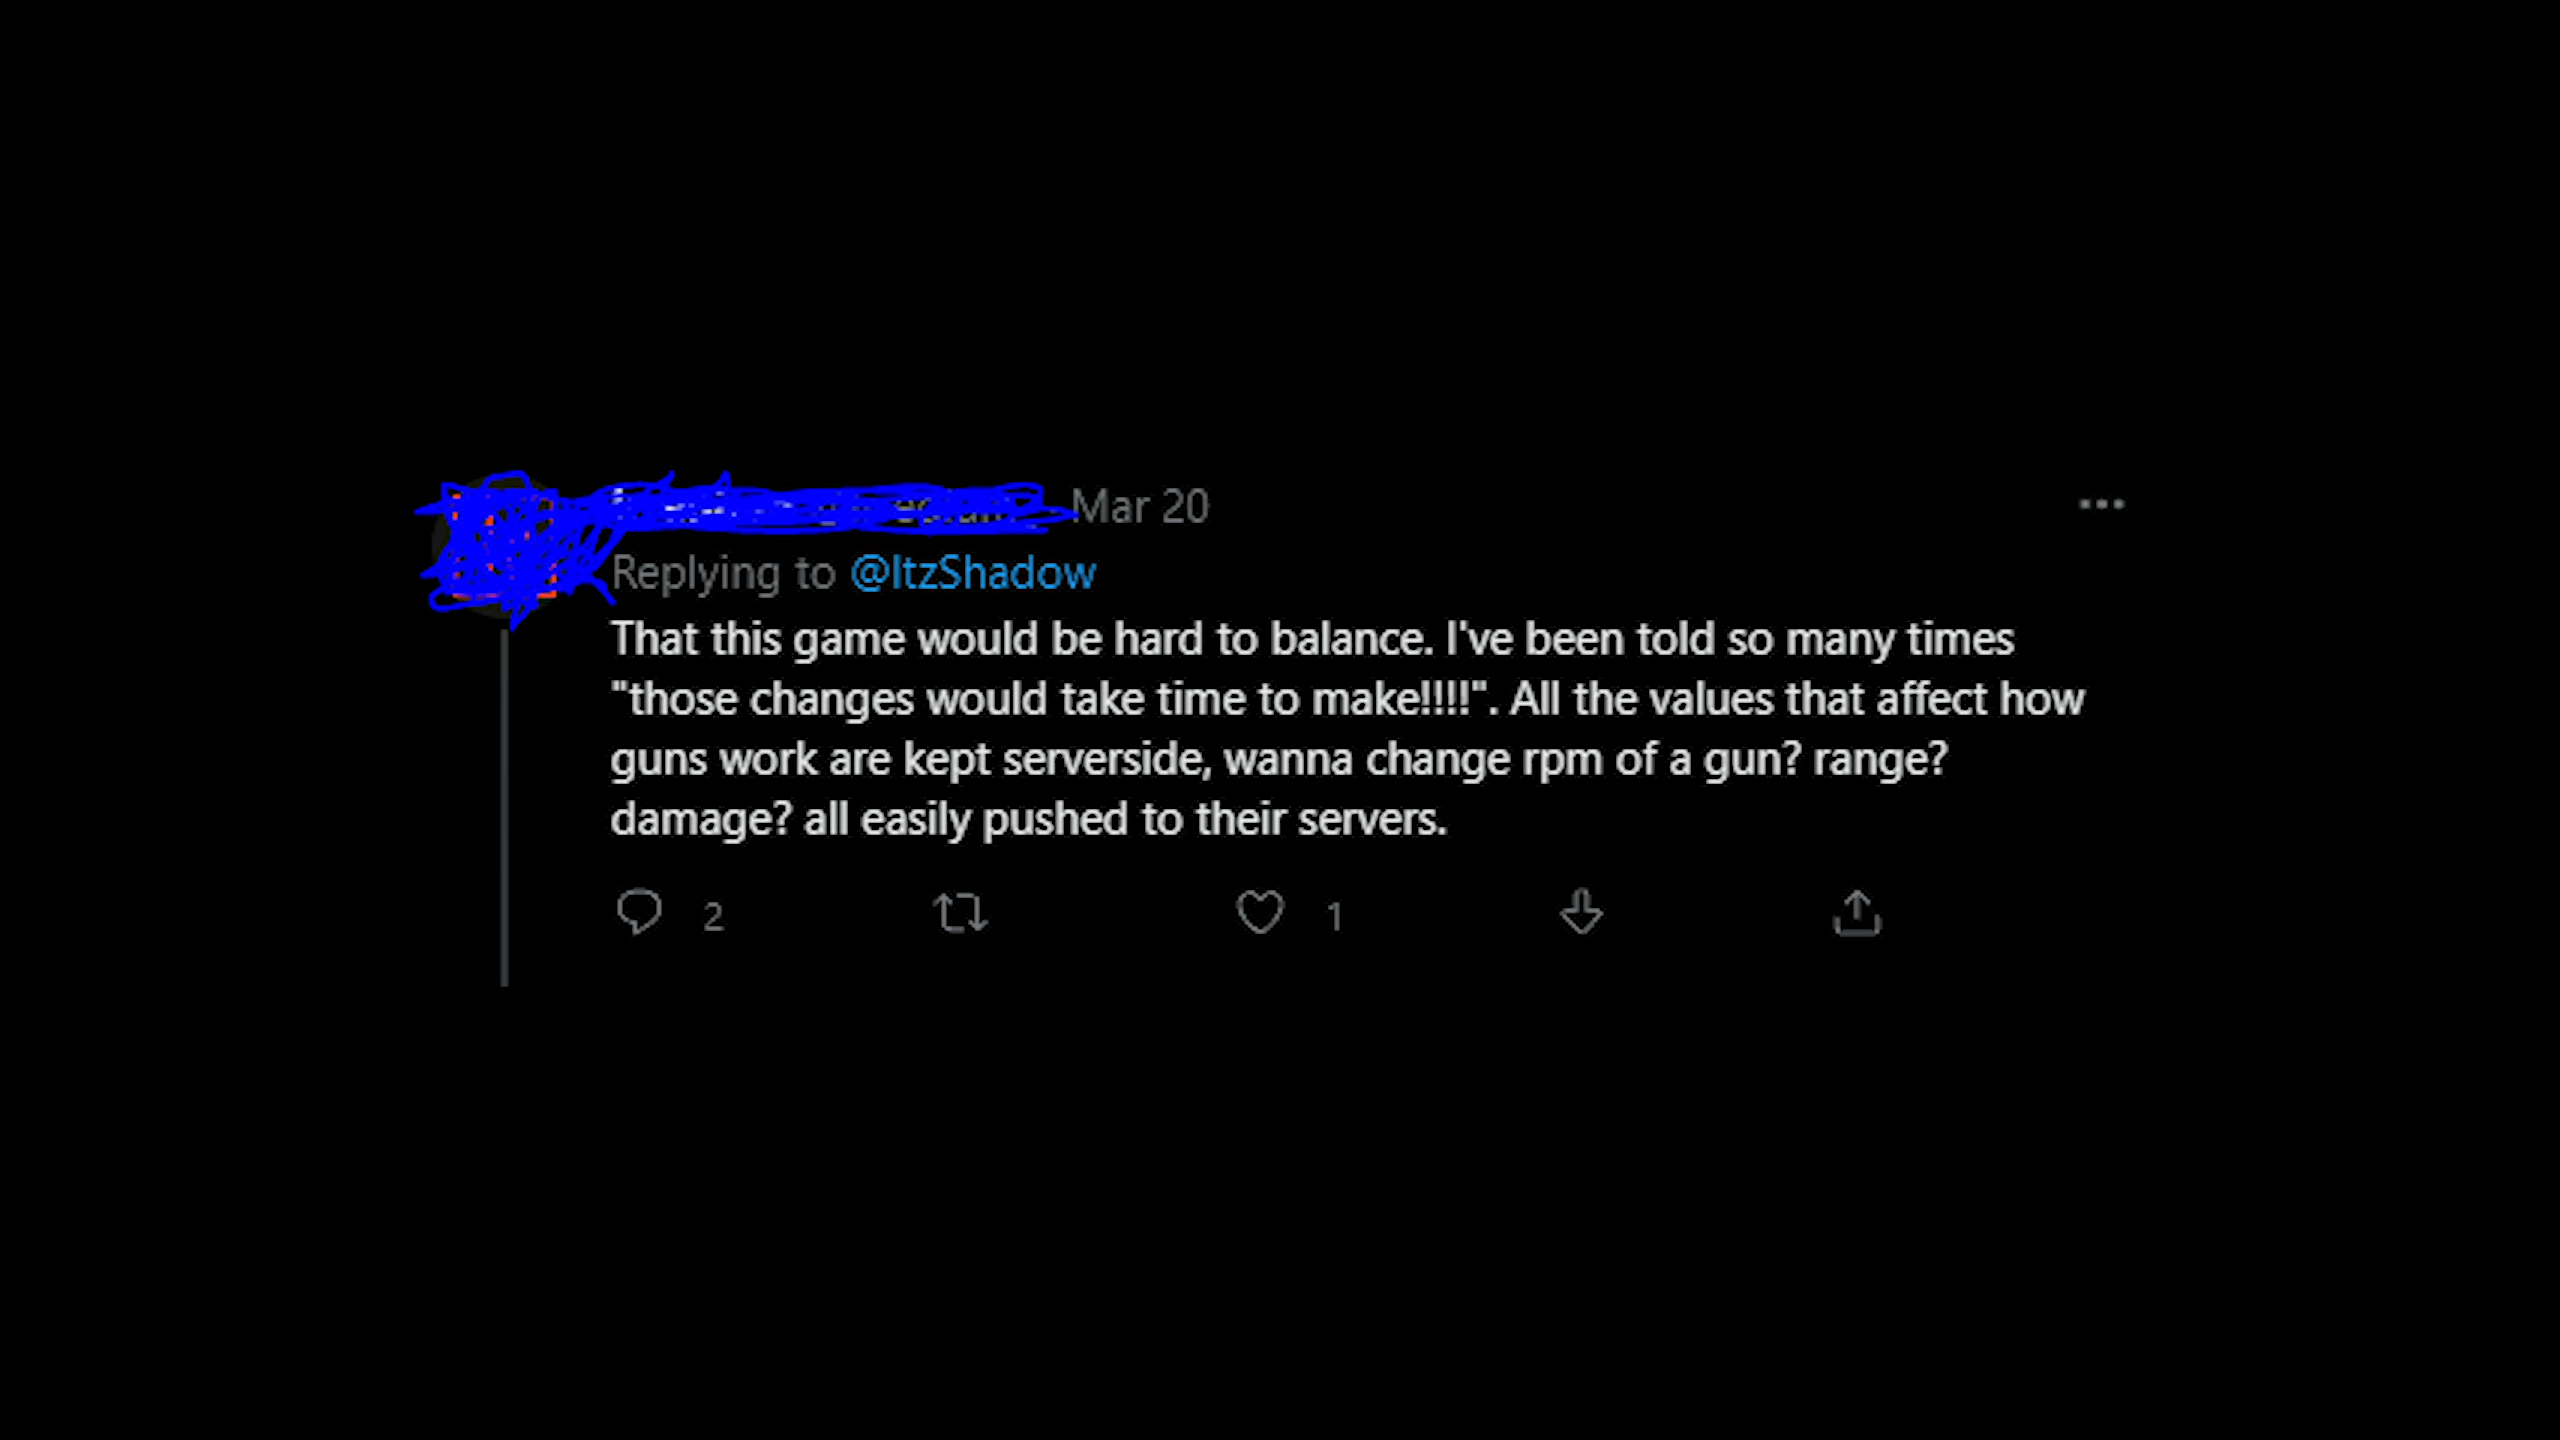 Mar 20
Replying to @ItzShadow
That this game would be hard to balance. I've been told so many times
"those changes would take time to make!!!!". All the values that affect how
guns work are kept serverside, wanna change rpm of a gun? range?
damage? all easily pushed to their servers.
2 1